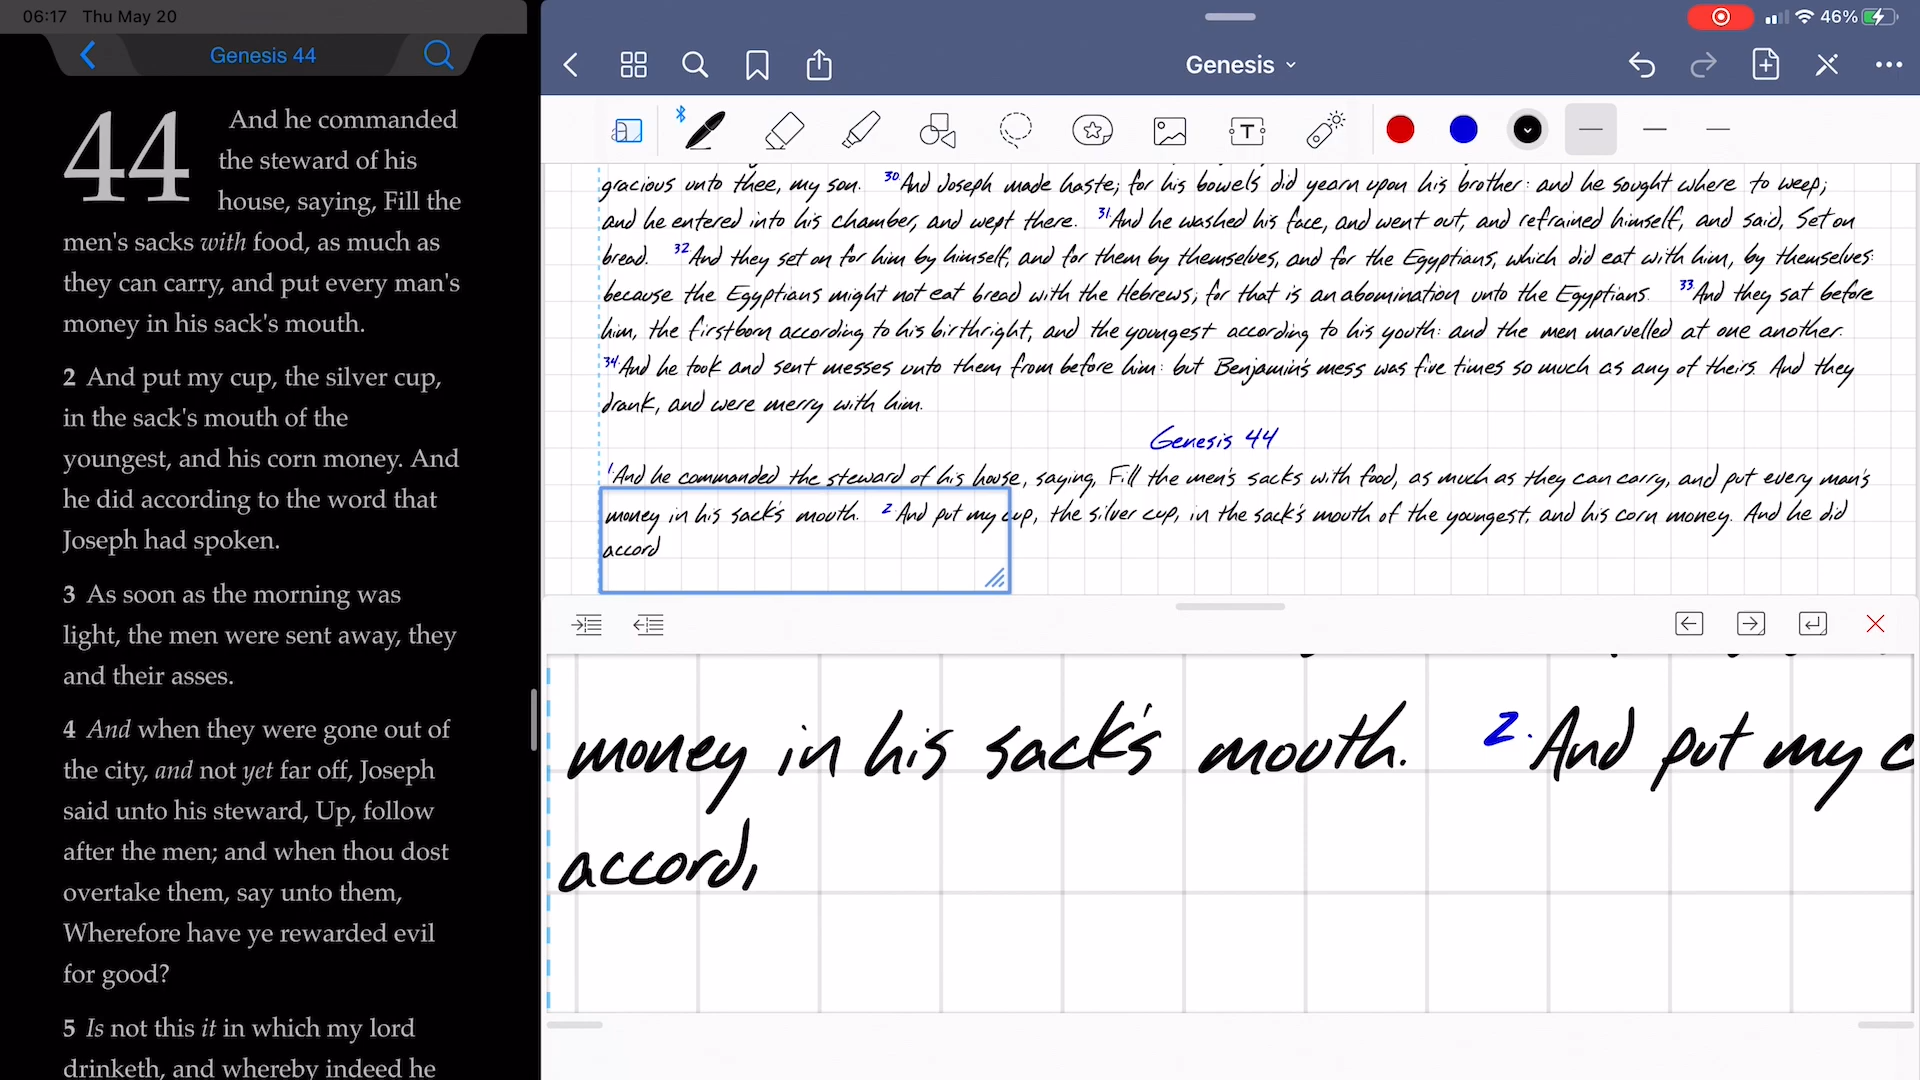 06:17 Thu May 20
Genesis 44
44 And he commanded
the steward of his
house, saying, Fill the
men's sacks with food, as much as
they can carry, and put every man's
money in his sack's mouth.
2 And put my cup, the silver cup,
in the sack's mouth of the
youngest, and his corn money. And
he did according to the word that
Joseph had spoken.
3 As soon as the morning was
light, the men were sent away, they
and their asses.
4 And when they were gone out of
the city, and not yet far off, Joseph
said unto his steward, Up, follow
after the men; and when thou dost
overtake them, say unto them,
Wherefore have ye rewarded evil
for good?
5 Is not this it in which my lord
drinketh, and whereby indeed he
46%
Genesis
gracious unto thee, my son. 30. And Joseph made haste; for his bowels did yearn upon his brother: and he sought where to weep;
and he entered into his chamber, and wept there. 31. And he washed his face, and went out, and refrained himself, and said, Set on
bread. 32. And they set on for him by himself, and for them by themselves, and for the Egyptians, which did eat with him, by themselves:
because the Egyptians might not eat bread with the Hebrews; for that is an abomination unto the Egyptians. 33. And they sat before
him, the firstborn according to his birthright, and the youngest according to his youth: and the men marvelled at one another.
34. And he took and sent messes unto them from before him: but Benjamin's mess was five times so much as any of theirs. And they
drank, and were merry with him.
Genesis 44
1. And he commanded the steward of his house, saying, Fill the men's sacks with food, as much as they can carry, and put every man's
money in his sack's mouth. 2. And put my cup, the silver cup, in the sack's mouth of the youngest, and his corn money. And he did
accord
money in his sack's mouth. 2. And put my c
accord